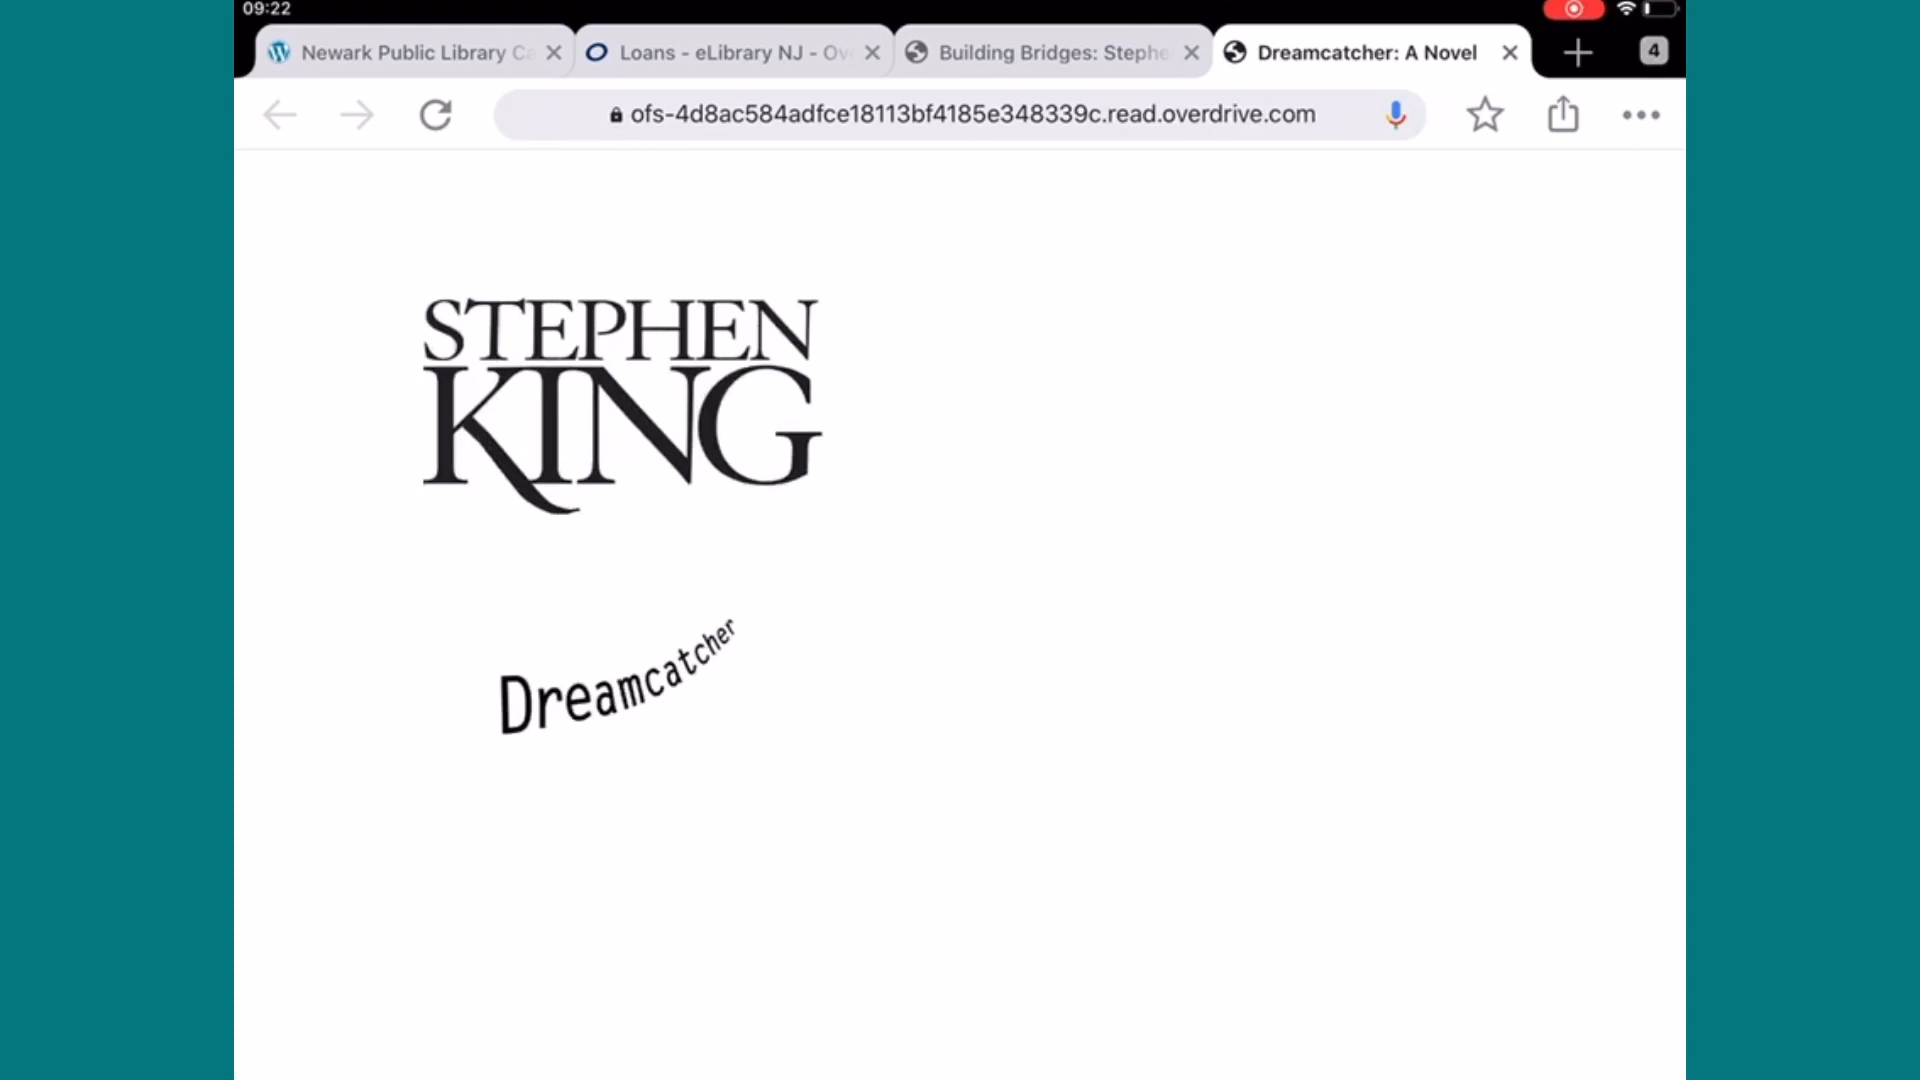 09:22
Newark Public Library Ca
Loans - eLibrary NJ - Ov
Building Bridges: Stephe
Dreamcatcher: A Novel
4
ofs-4d8ac584adfce18113bf4185e348339c.read.overdrive.com
STEPHEN
KING
Dreamcatcher